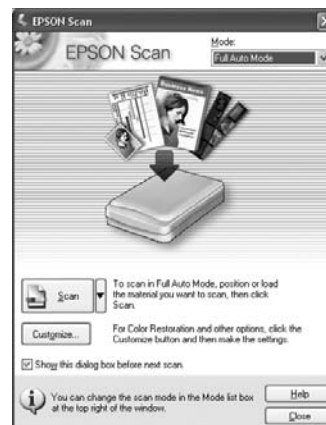 EPSON Scan
EPSON Scan
Mode:
Full Auto Mode
Business News
Scan
To scan in Full Auto Mode, position or load
the material you want to scan, then click
Scan.
Customize...
For Color Restoration and other options, click the
Customize button and then make the settings.
Show this dialog box before next scan.
You can change the scan mode in the Mode list box
at the top right of the window.
Help
Close